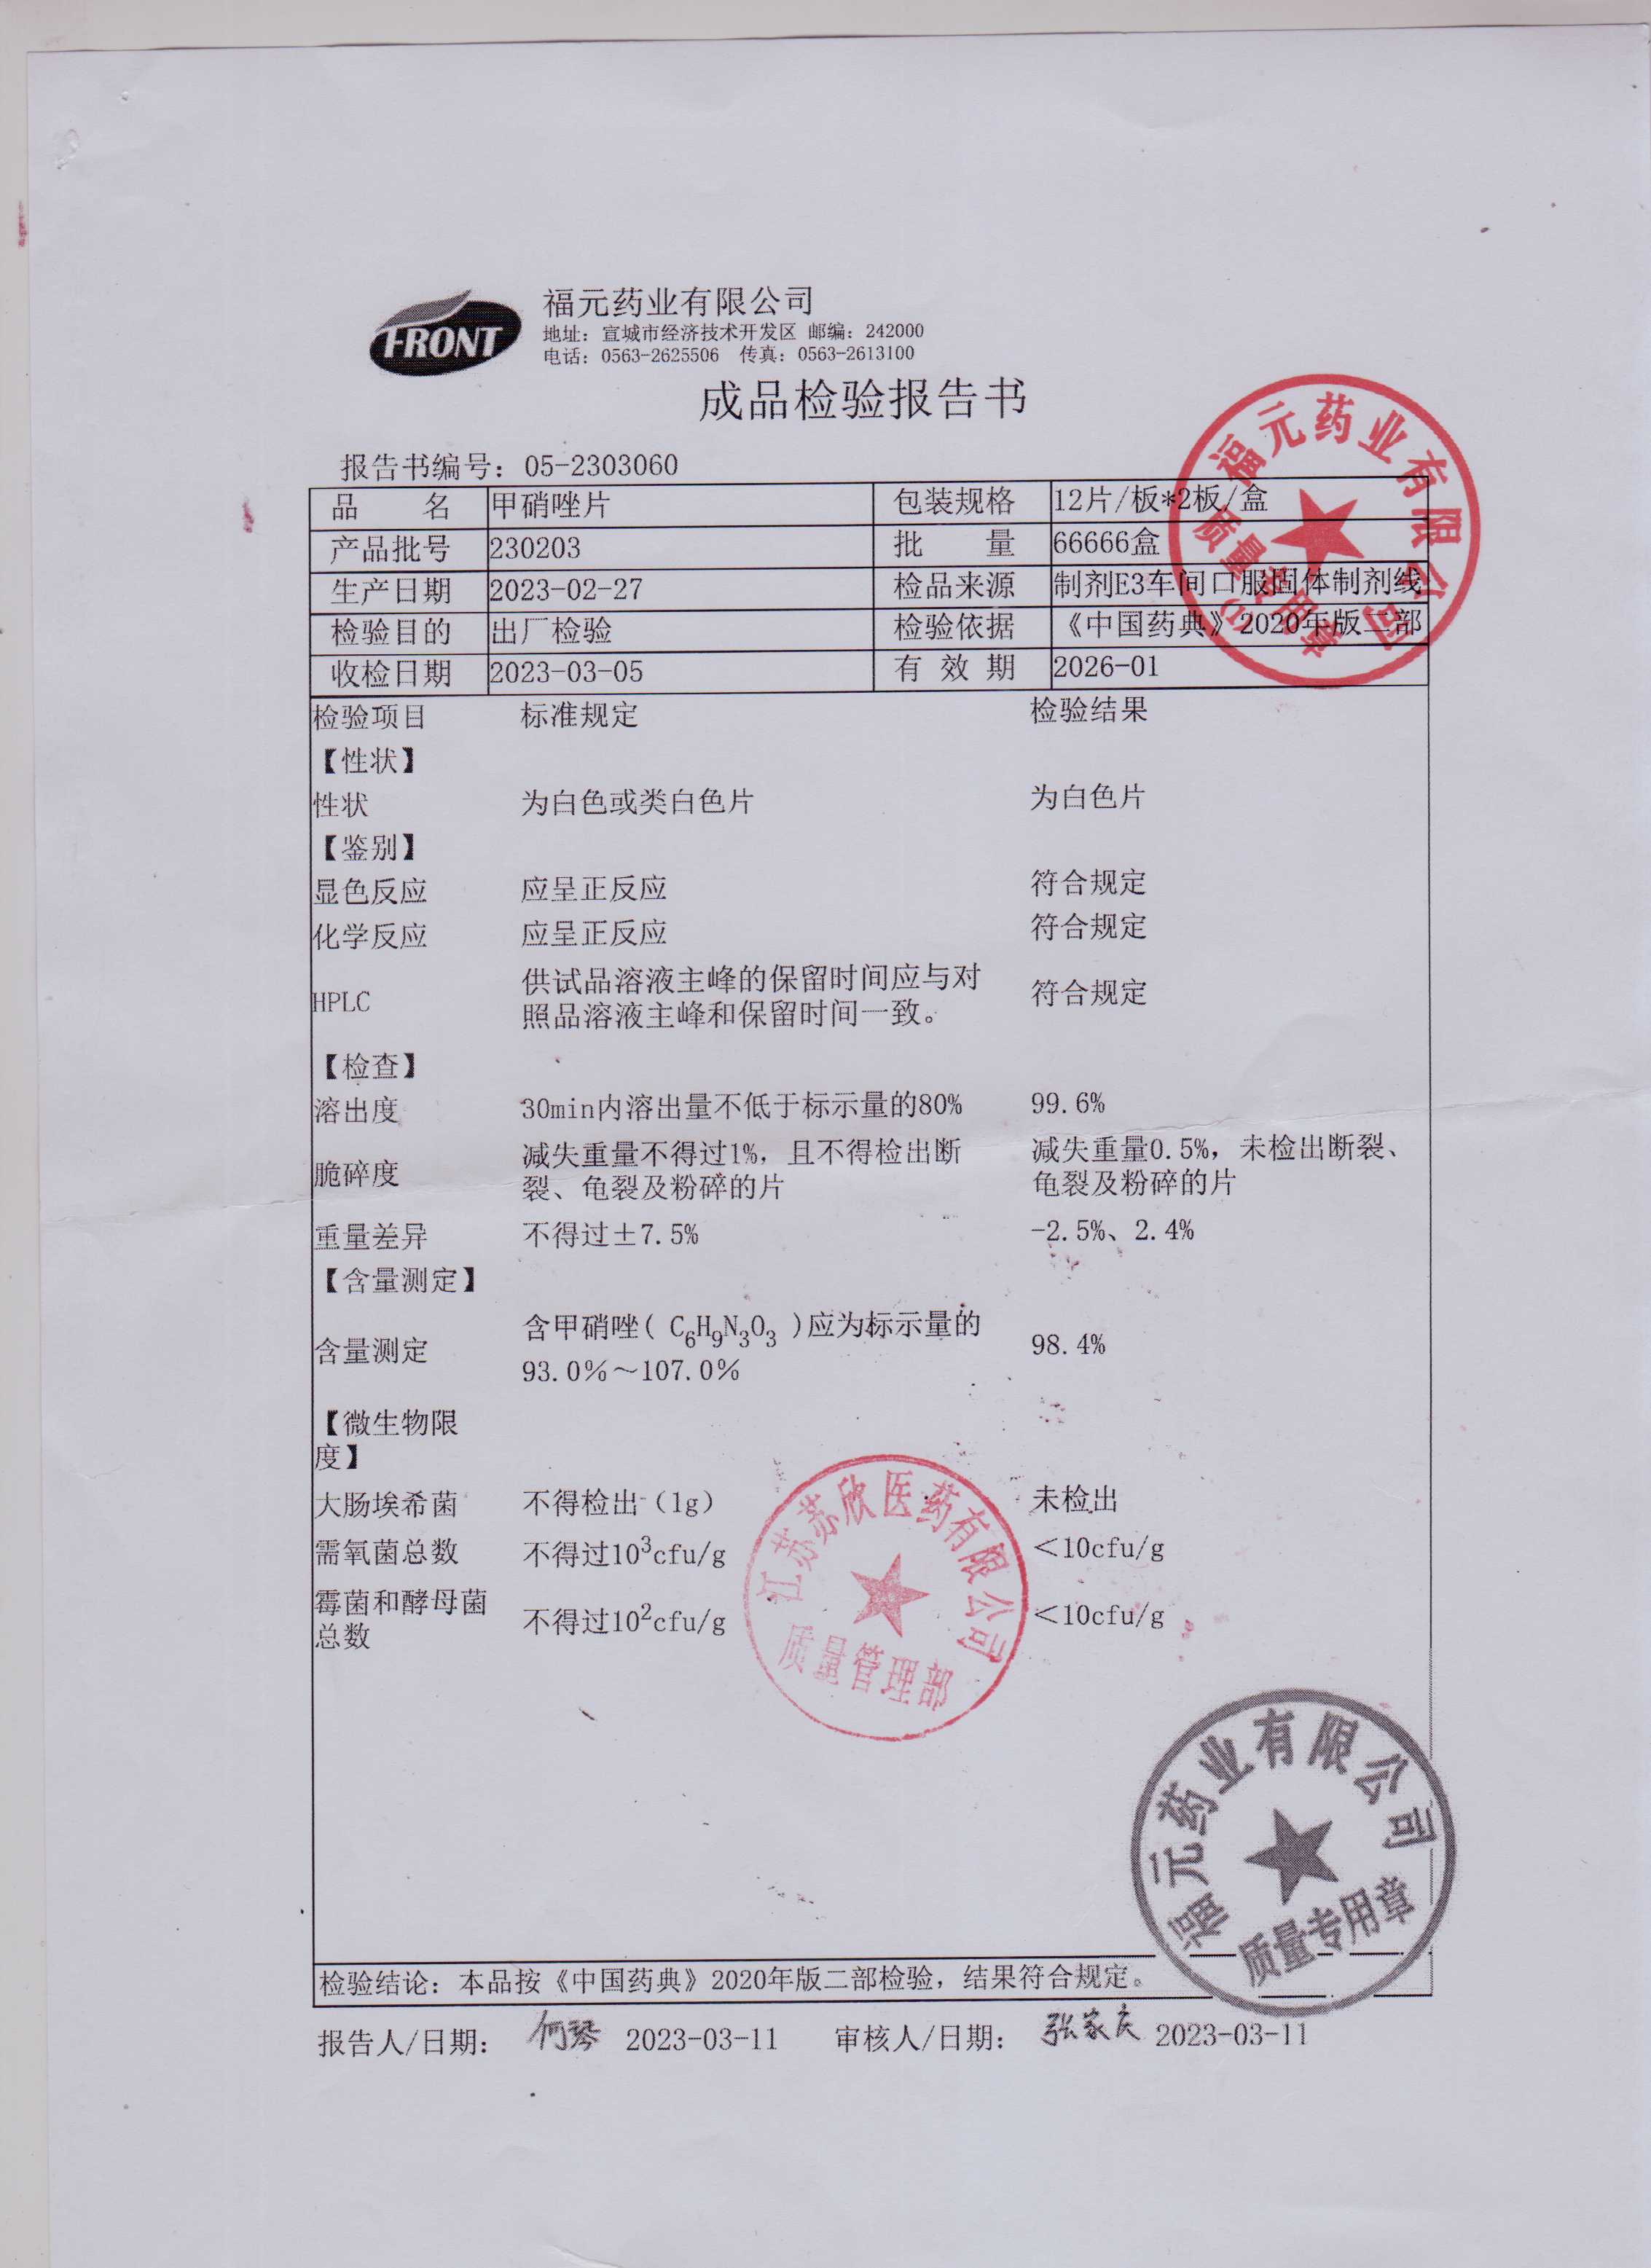 FRONT
福元药业有限公司
地址：宣城市经济技术开发区 邮编：242000
电话：0563-2625506 传真：0563-2613100
成品检验报告书
报告书编号：05-2303060
品 名 甲硝唑片 包装规格 12片/板*2板/盒
产品批号 230203 批 量 66666盒
生产日期 2023-02-27 检品来源 制剂E3车间口服固体制剂线
检验目的 出厂检验 检验依据 《中国药典》2020年版二部
收检日期 2023-03-05 有 效 期 2026-01
福元药业有限公司
质量专用章
(1)
检验项目 标准规定 检验结果
【性状】
性状 为白色或类白色片 为白色片
【鉴别】
显色反应 应呈正反应 符合规定
化学反应 应呈正反应 符合规定
HPLC 供试品溶液主峰的保留时间应与对 符合规定
照品溶液主峰和保留时间一致。
【检查】
溶出度 30min内溶出量不低于标示量的80% 99.6%
脆碎度 减失重量不得过1%，且不得检出断 减失重量0.5%，未检出断裂、
裂、龟裂及粉碎的片 龟裂及粉碎的片
重量差异 不得过±7.5% -2.5%、2.4%
【含量测定】
含量测定 含甲硝唑( C₆H₉N₃O₃ )应为标示量的 98.4%
93.0%～107.0%
【微生物限
度】
大肠埃希菌 不得检出（1g） 未检出
需氧菌总数 不得过10³cfu/g <10cfu/g
霉菌和酵母菌 不得过10²cfu/g <10cfu/g
总数
江苏苏欣医药有限公司
质量管理部
福元药业有限公司
质量专用章
检验结论：本品按《中国药典》2020年版二部检验，结果符合规定。
报告人/日期： 何琴 2023-03-11 审核人/日期： 张家庆 2023-03-11